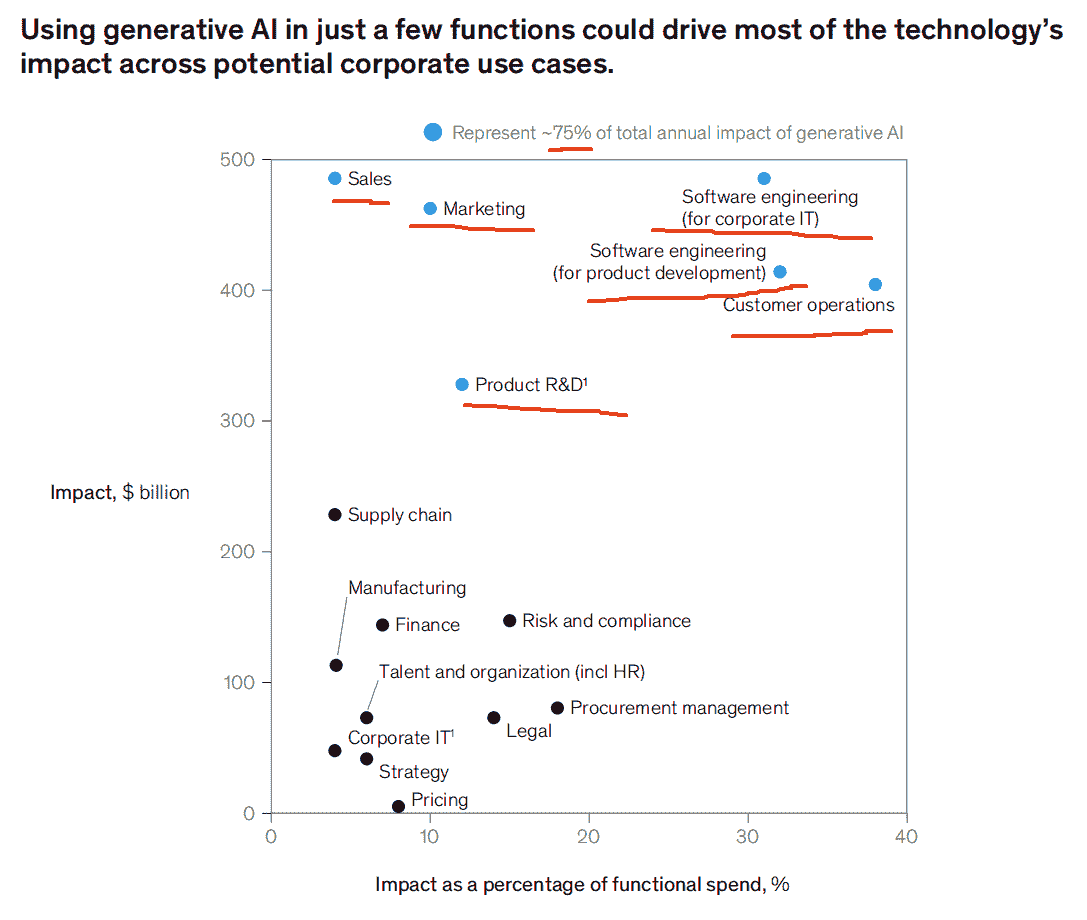 Using generative AI in just a few functions could drive most of the technology’s
impact across potential corporate use cases.
Represent ~75% of total annual impact of generative AI
500
Sales
Marketing
Software engineering
(for corporate IT)
Software engineering
(for product development)
400
Customer operations
Product R&D¹
300
Impact, $ billion
Supply chain
200
Manufacturing
Finance
Risk and compliance
Talent and organization (incl HR)
100
Procurement management
Legal
Corporate IT¹
Strategy
Pricing
0
0
10
20
30
40
Impact as a percentage of functional spend, %